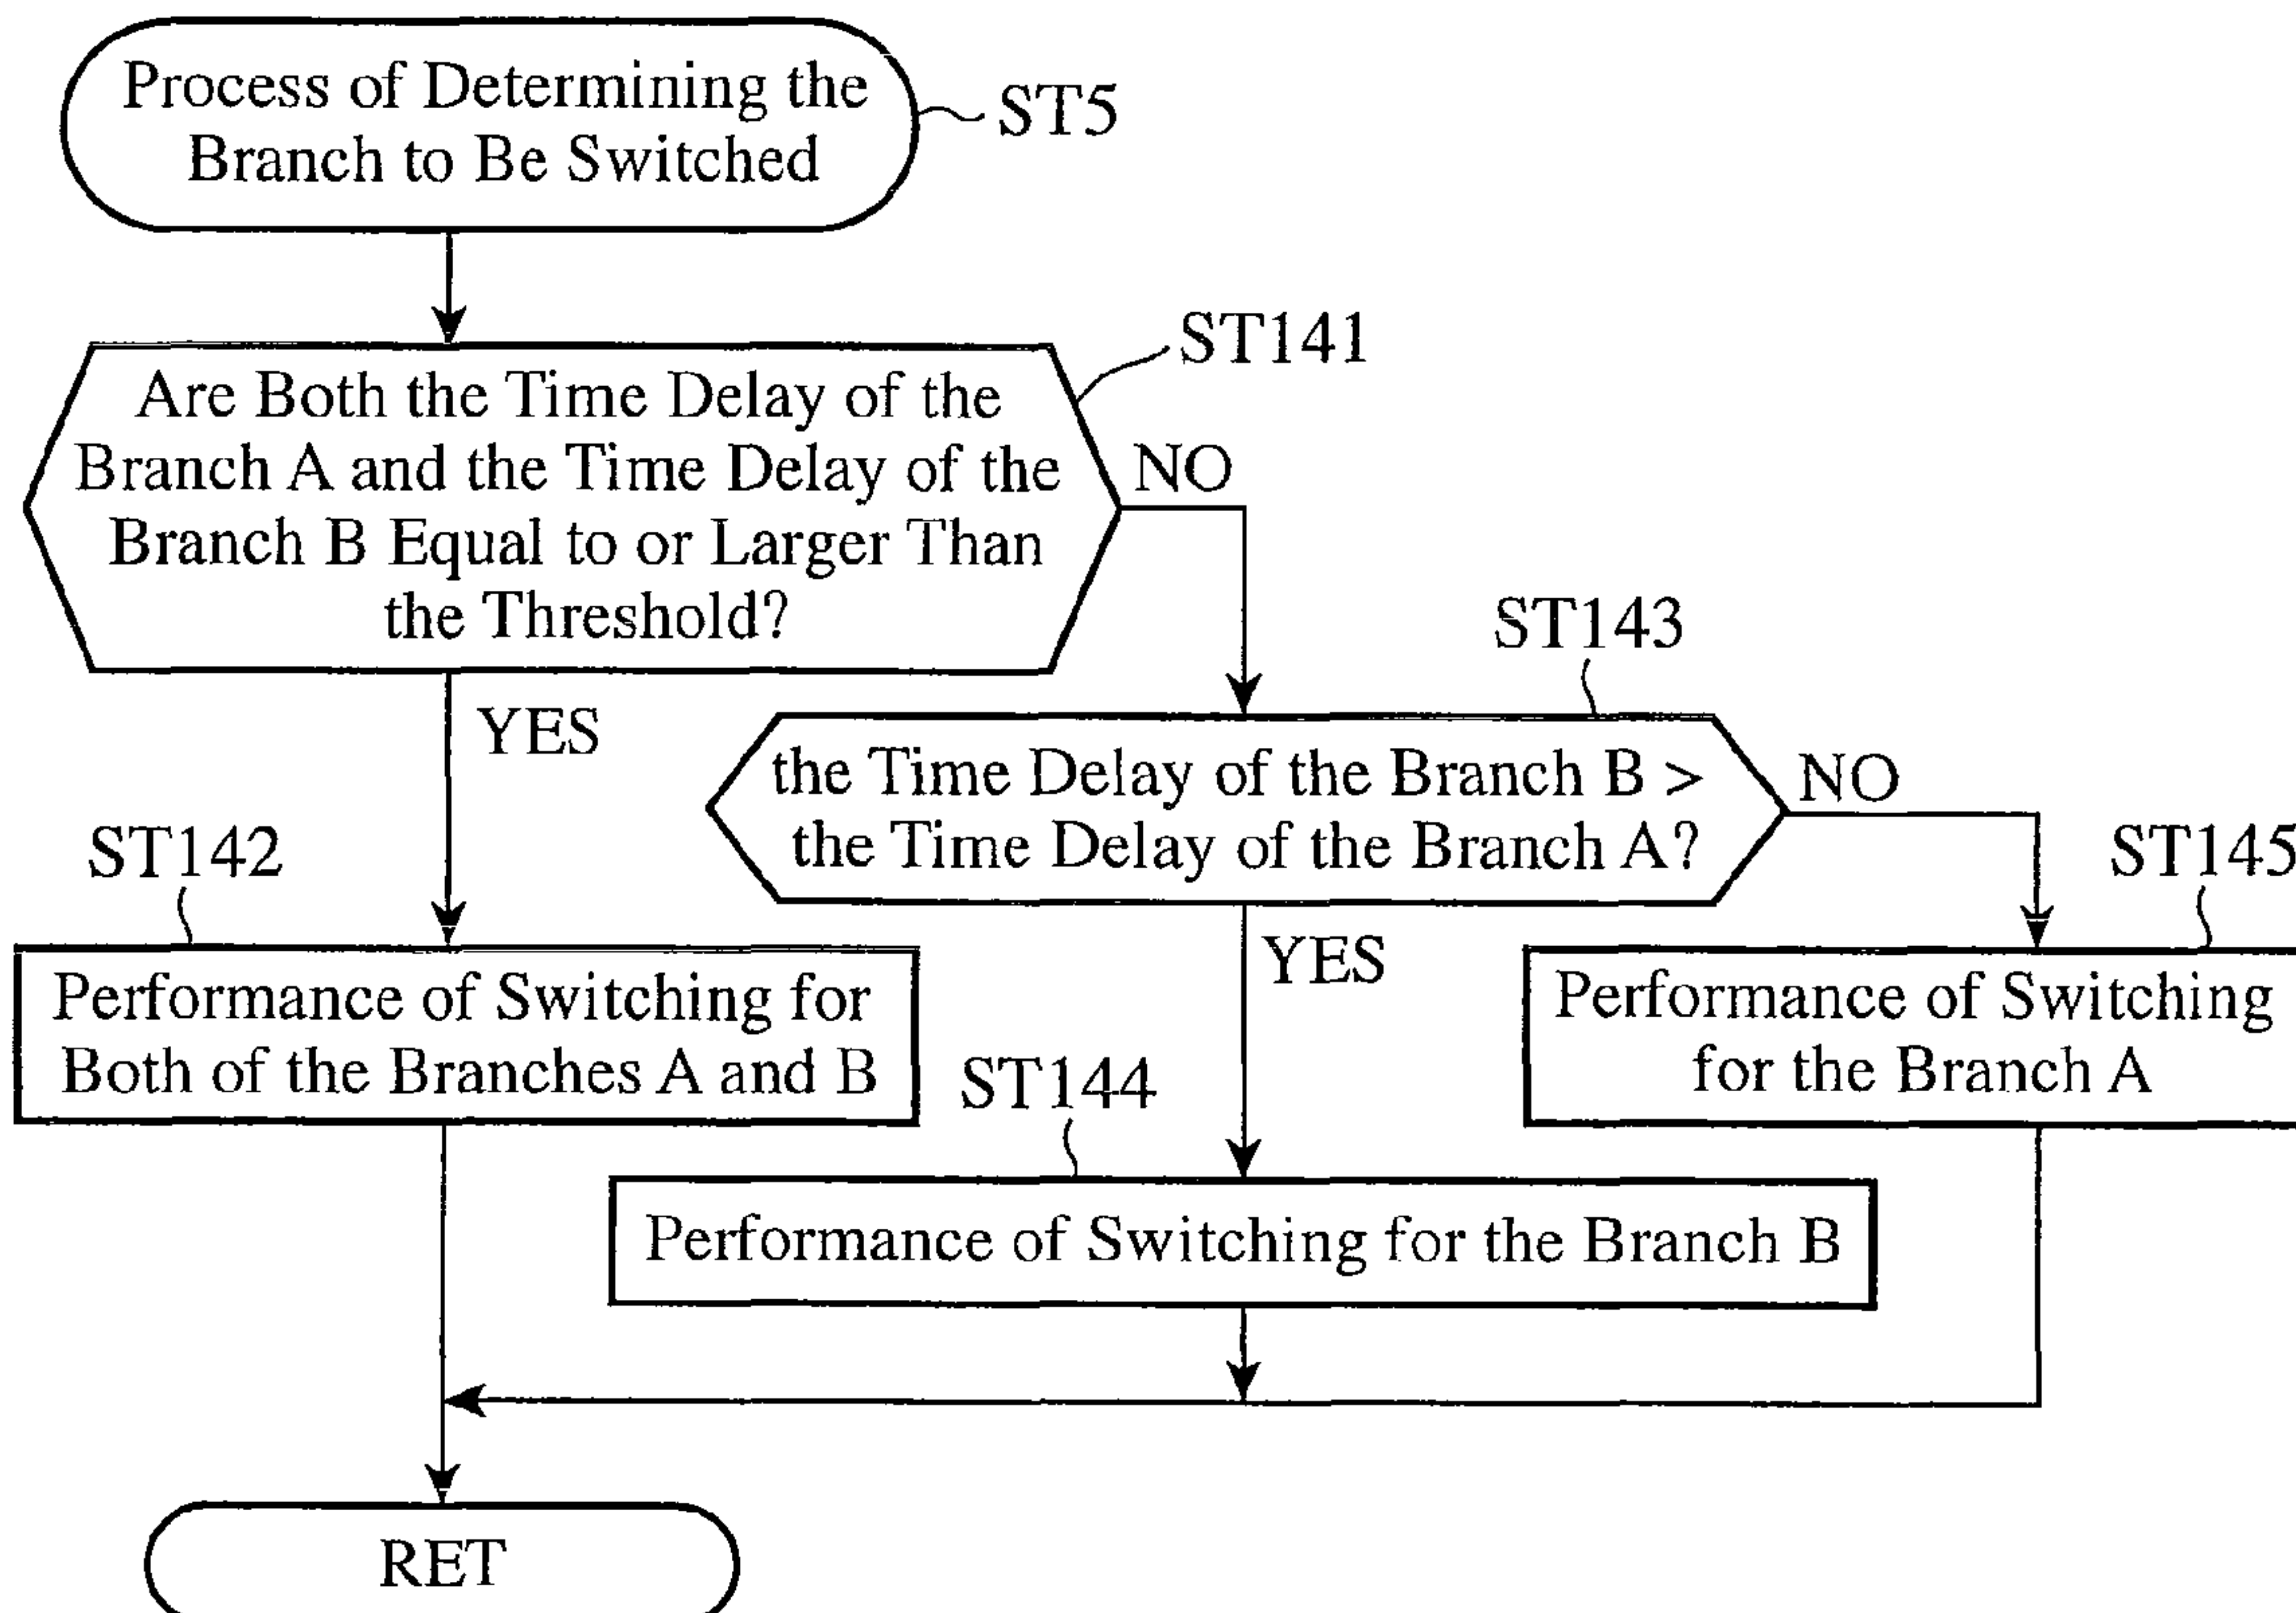 Process of Determining the
Branch to Be Switched
ST5
ST141
Are Both the Time Delay of the
Branch A and the Time Delay of the
Branch B Equal to or Larger Than
the Threshold?
NO
YES
ST143
the Time Delay of the Branch B >
the Time Delay of the Branch A?
NO
YES
ST142
Performance of Switching for
Both of the Branches A and B
ST145
Performance of Switching
for the Branch A
ST144
Performance of Switching for the Branch B
RET